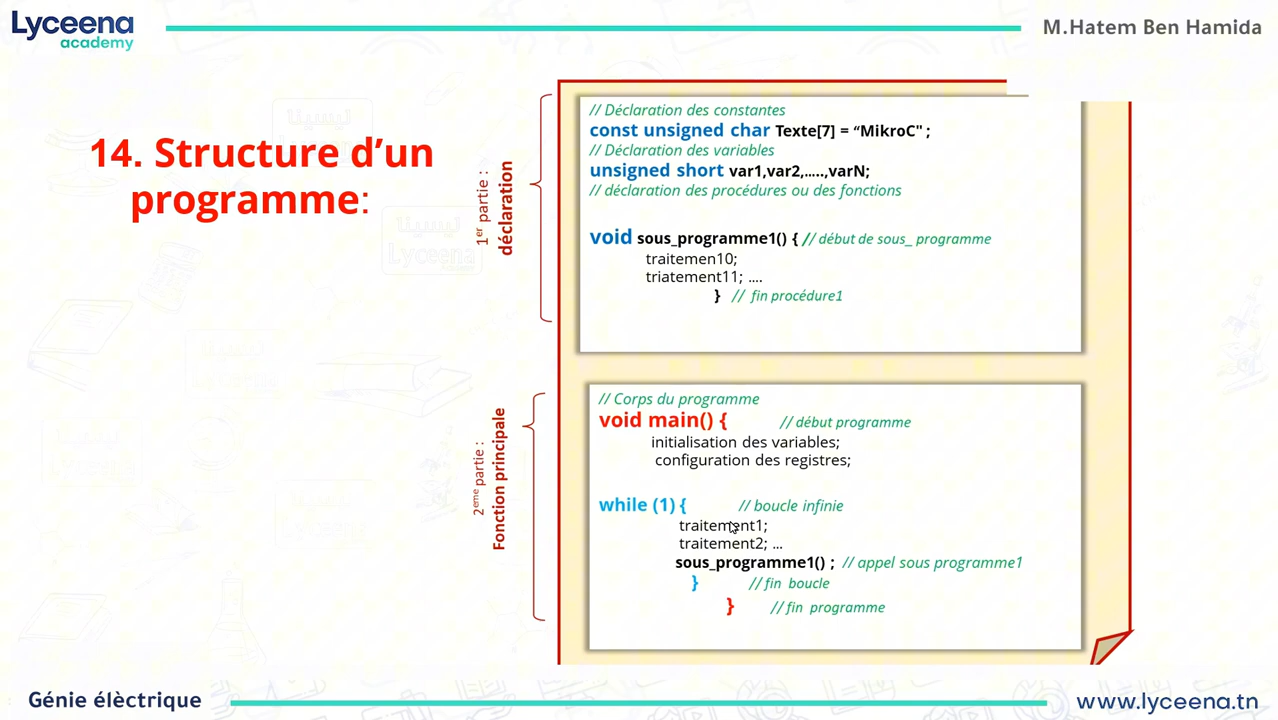 Lyceena
academy
M.Hatem Ben Hamida
14. Structure d’un
programme:
1er partie :
déclaration
// Déclaration des constantes
const unsigned char Texte[7] = “MikroC" ;
// Déclaration des variables
unsigned short var1,var2,.....,varN;
// déclaration des procédures ou des fonctions
void sous_programme1() { // début de sous_ programme
traitemen10;
triatement11; ....
} // fin procédure1
2eme partie :
Fonction principale
// Corps du programme
void main() { // début programme
initialisation des variables;
configuration des registres;
while (1) { // boucle infinie
traitement1;
traitement2; ...
sous_programme1() ; // appel sous programme1
} // fin boucle
} // fin programme
Génie élèctrique
www.lyceena.tn